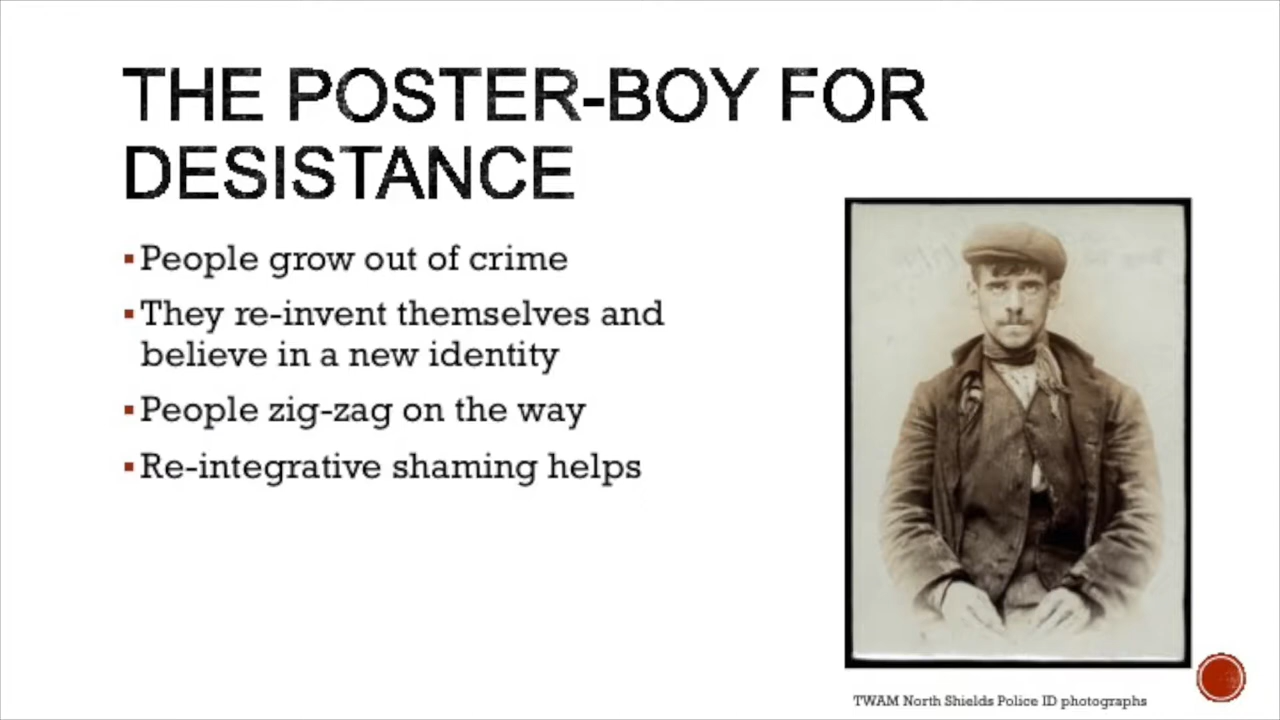 THE POSTER-BOY FOR
DESISTANCE
▪People grow out of crime
▪They re-invent themselves and
believe in a new identity
▪People zig-zag on the way
▪Re-integrative shaming helps
TWAM North Shields Police ID photographs